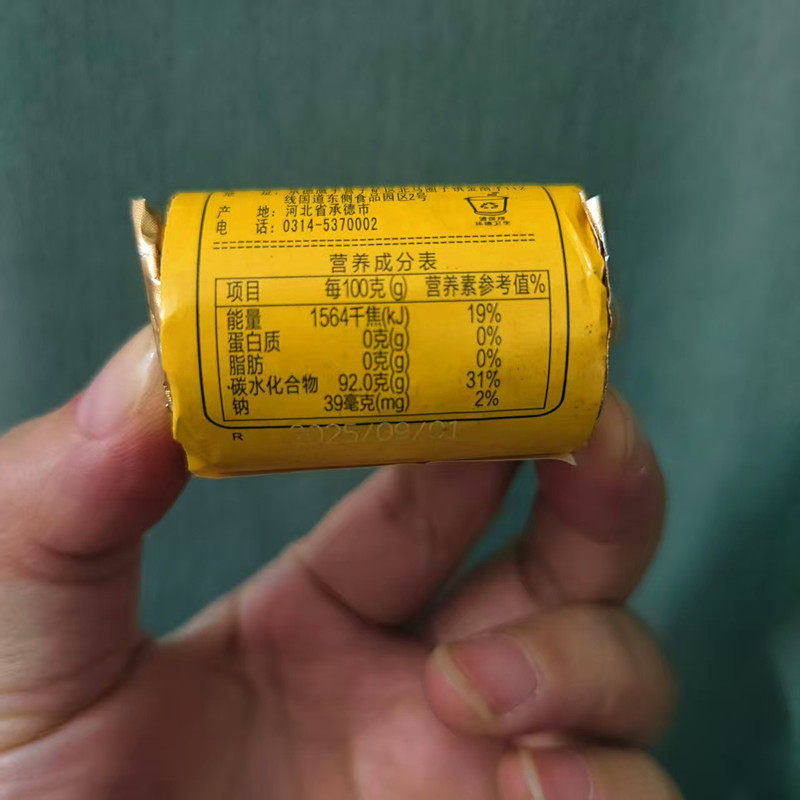 线国道东侧食品园区2号
产 地: 河北省承德市
电 话: 0314-5370002
营养成分表
项目 每100克(g) 营养素参考值%
能量 1564千焦(kJ) 19%
蛋白质 0克(g) 0%
脂肪 0克(g) 0%
·碳水化合物 92.0克(g) 31%
钠 39毫克(mg) 2%
R 2025/09/01